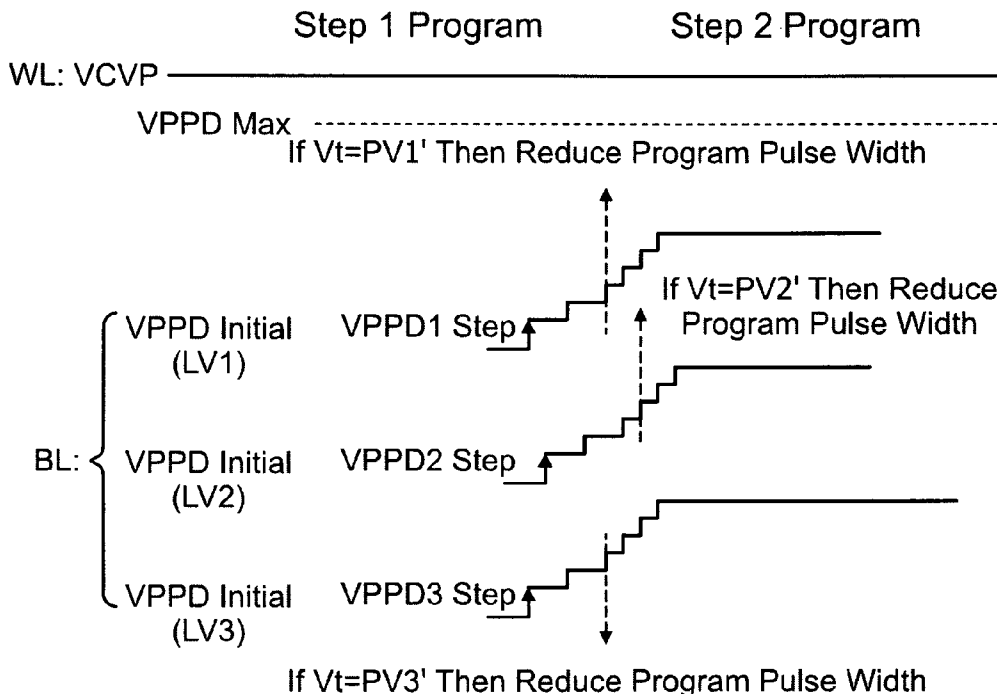 Step 1 Program
Step 2 Program
WL: VCVP
VPPD Max
If Vt=PV1' Then Reduce Program Pulse Width
If Vt=PV2' Then Reduce
Program Pulse Width
VPPD Initial
(LV1)
VPPD1 Step
BL:
VPPD Initial
(LV2)
VPPD2 Step
VPPD Initial
(LV3)
VPPD3 Step
If Vt=PV3' Then Reduce Program Pulse Width